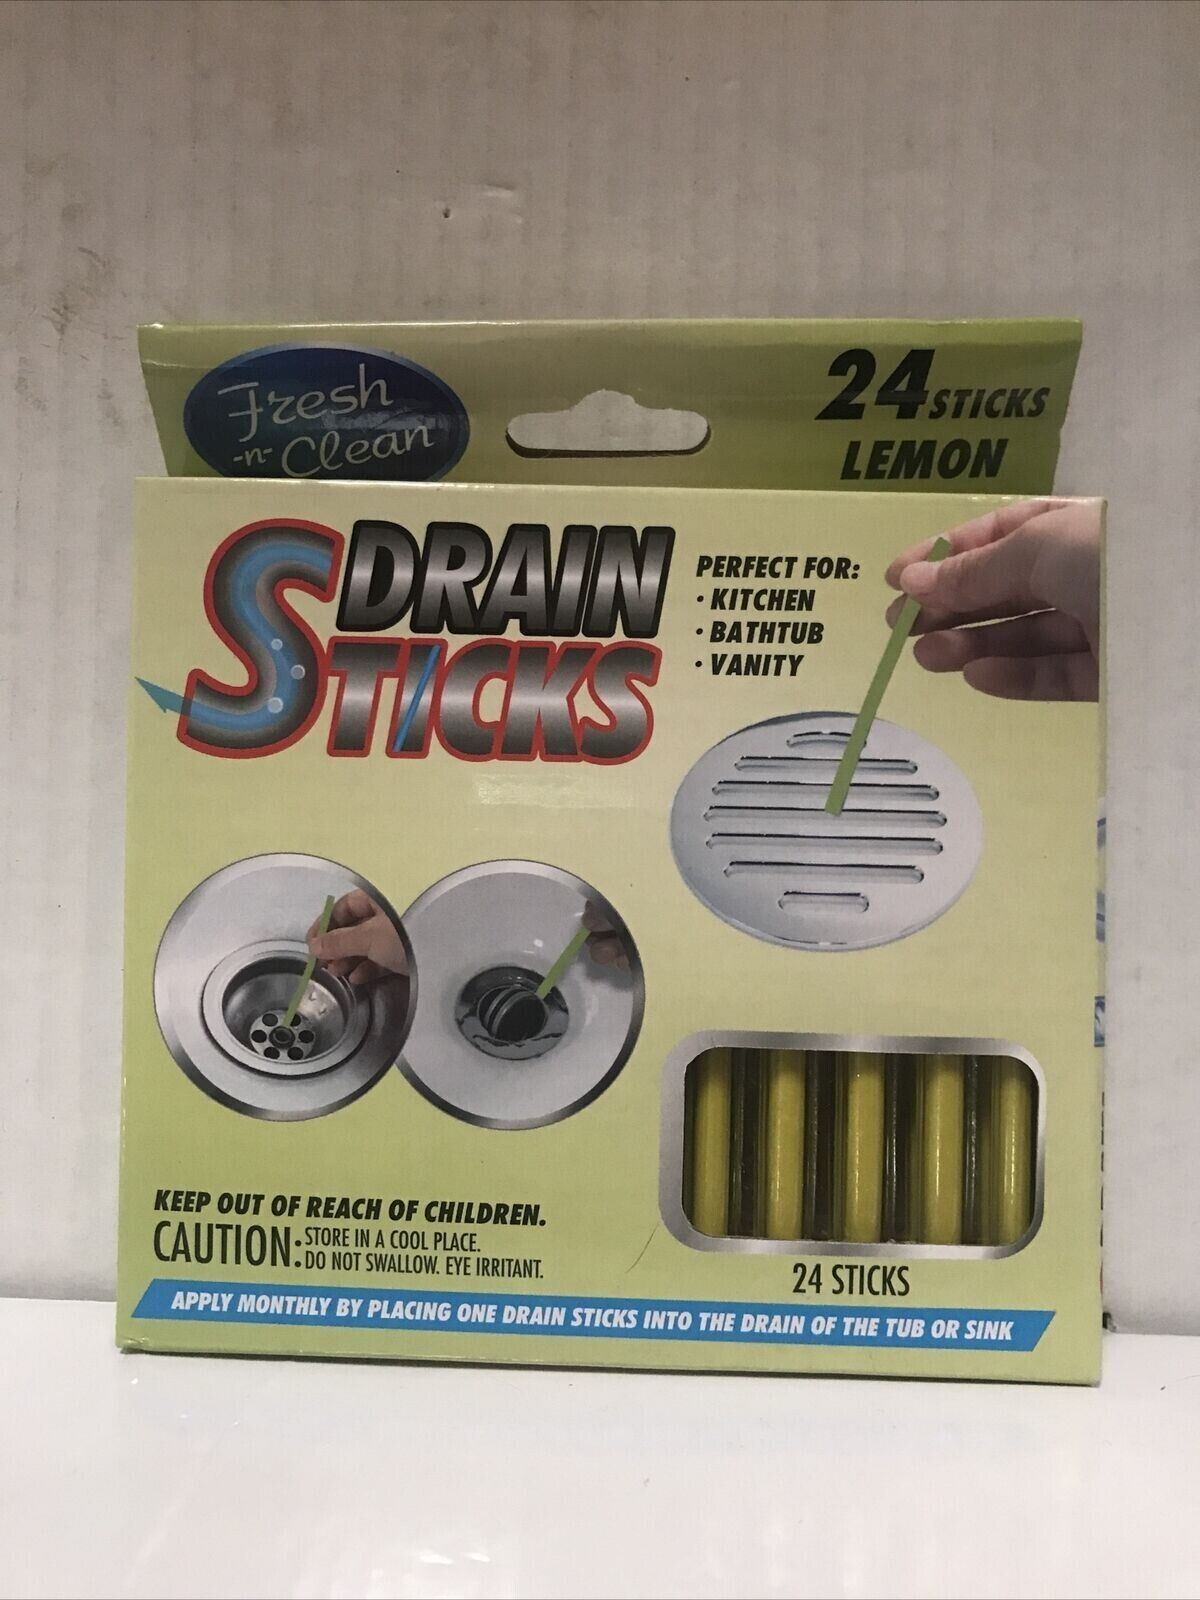 Fresh
-n- Clean
24 STICKS
LEMON
DRAIN
STICKS
PERFECT FOR:
• KITCHEN
• BATHTUB
• VANITY
KEEP OUT OF REACH OF CHILDREN.
CAUTION: STORE IN A COOL PLACE.
DO NOT SWALLOW. EYE IRRITANT.
24 STICKS
APPLY MONTHLY BY PLACING ONE DRAIN STICKS INTO THE DRAIN OF THE TUB OR SINK